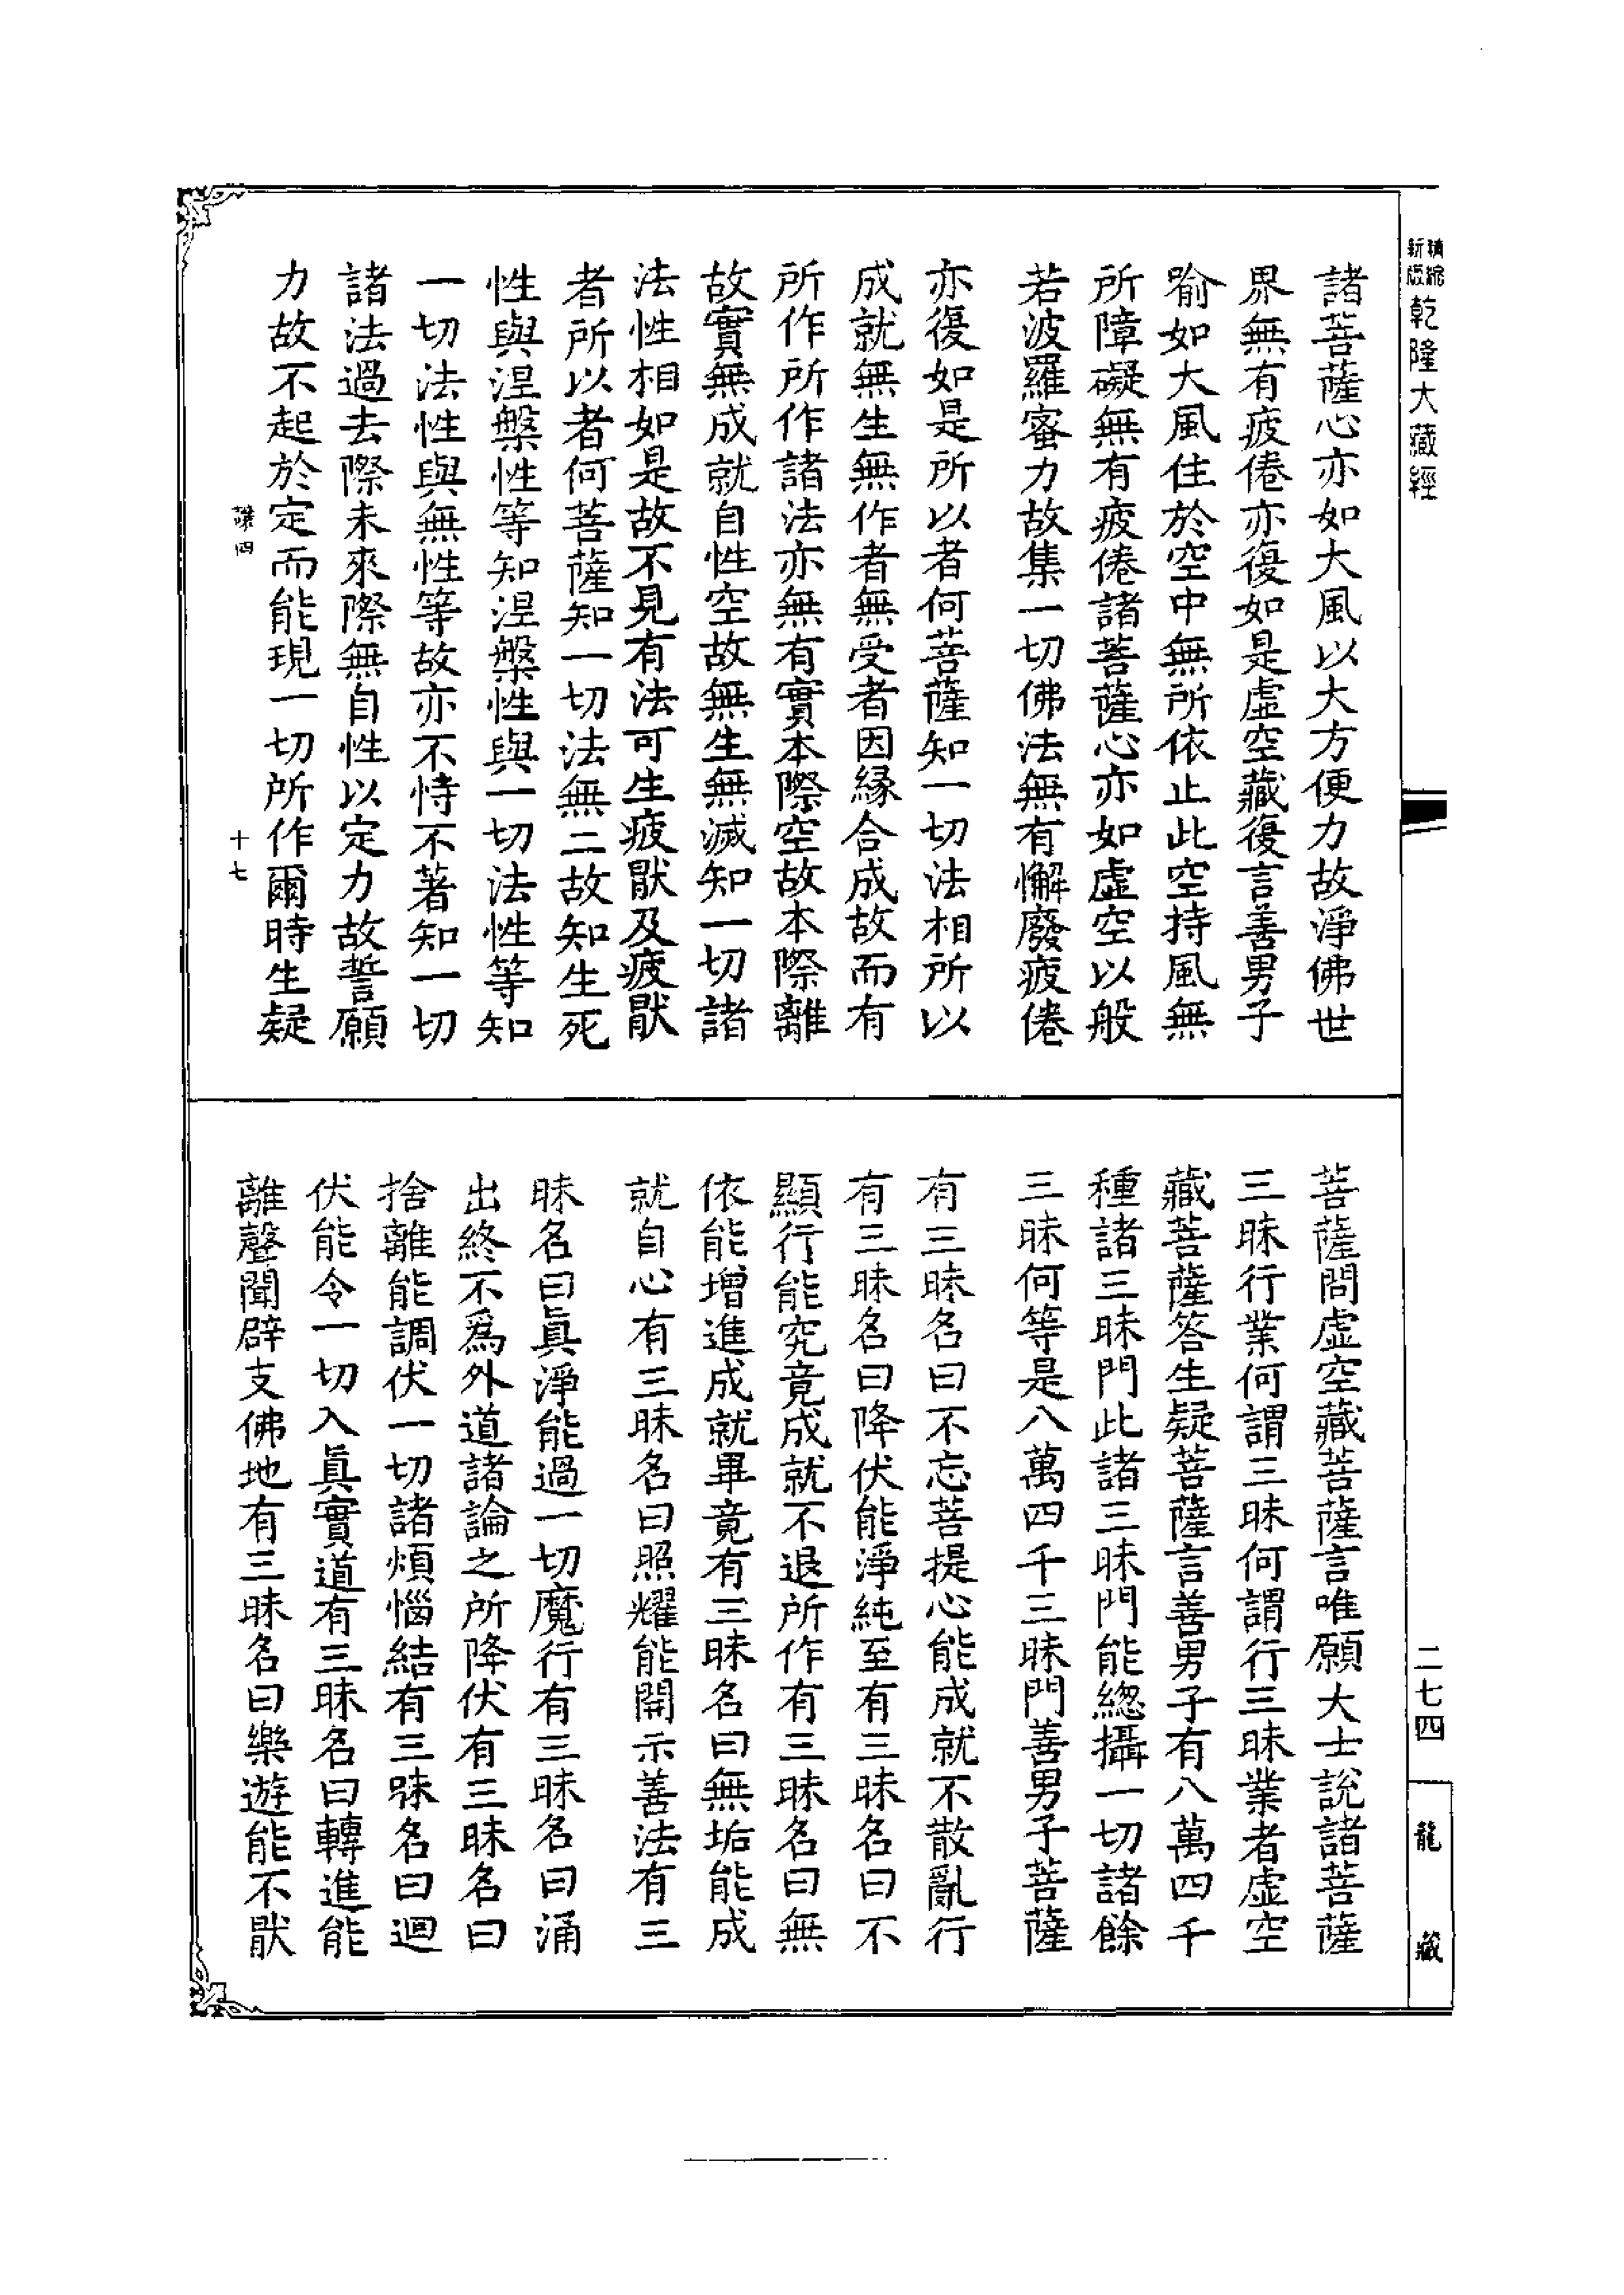 新版精縮乾隆大藏經
諸菩薩心亦如大風以大方便力故淨佛世
界無有疲倦亦復如是虛空藏復言善男子
喻如大風住於空中無所依止此空持風無
所障礙無有疲倦諸菩薩心亦如虛空以般
若波羅蜜力故集一切佛法無有懈廢疲倦
亦復如是所以者何菩薩知一切法相所以
成就無生無作者無受者因緣合成故而有
所作所作諸法亦無有實本際空故本際離
故實無成就自性空故無生無滅知一切諸
法性相如是故不見有法可生疲猒及疲猒
者所以者何菩薩知一切法無二故知生死
性與涅槃性等知涅槃性與一切法性等知
一切法性與無性等故亦不恃不著知一切
諸法過去際未來際無自性以定力故誓願
力故不起於定而能現一切所作爾時生疑
四
十七
菩薩問虛空藏菩薩言唯願大士說諸菩薩
三昧行業何謂三昧何謂行三昧業者虛空
藏菩薩答生疑菩薩言善男子有八萬四千
種諸三昧門此諸三昧門能總攝一切諸餘
三昧何等是八萬四千三昧門善男子菩薩
有三昧名曰不忘菩提心能成就不散亂行
有三昧名曰降伏能淨純至有三昧名曰不
顯行能究竟成就不退所作有三昧名曰無
依能增進成就畢竟有三昧名曰無垢能成
就自心有三昧名曰照耀能開示善法有三
昧名曰眞淨能過一切魔行有三昧名曰涌
出終不爲外道諸論之所降伏有三昧名曰
捨離能調伏一切諸煩惱結有三昧名曰迴
伏能令一切入眞實道有三昧名曰轉進能
離聲聞辟支佛地有三昧名曰樂遊能不猒
二七四
龍藏